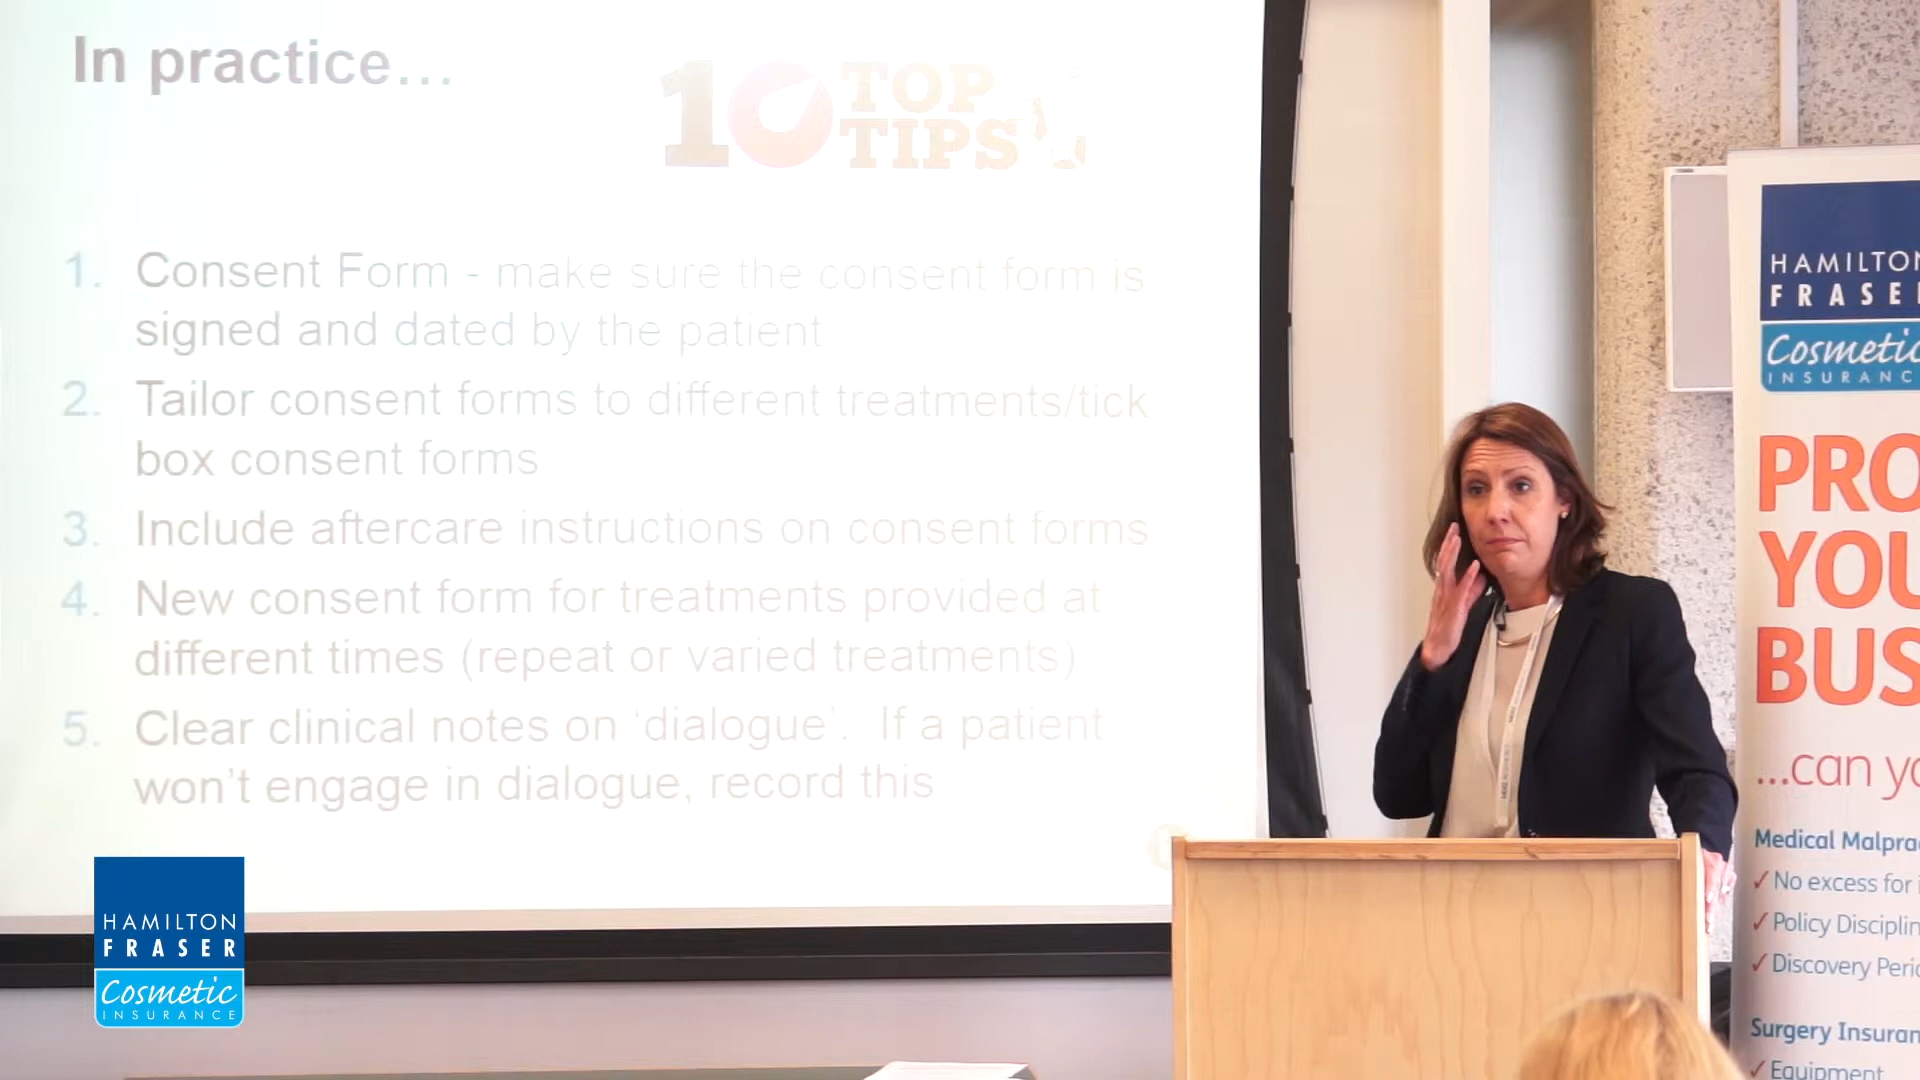 In practice...
10 TOP
TIPS
1. Consent Form - make sure the consent form is
signed and dated by the patient
2. Tailor consent forms to different treatments/tick
box consent forms
3. Include aftercare instructions on consent forms
4. New consent form for treatments provided at
different times (repeat or varied treatments)
5. Clear clinical notes on ‘dialogue’. If a patient
won’t engage in dialogue, record this
HAMILTON
FRASER
Cosmetic
INSURANCE
HAMILTON
FRASE
Cosmetic
INSURANC
PRO
YOU
BUS
...can yo
Medical Malpra
✓ No excess for i
✓ Policy Disciplin
✓ Discovery Peri
Surgery Insuran
✓ Equipment